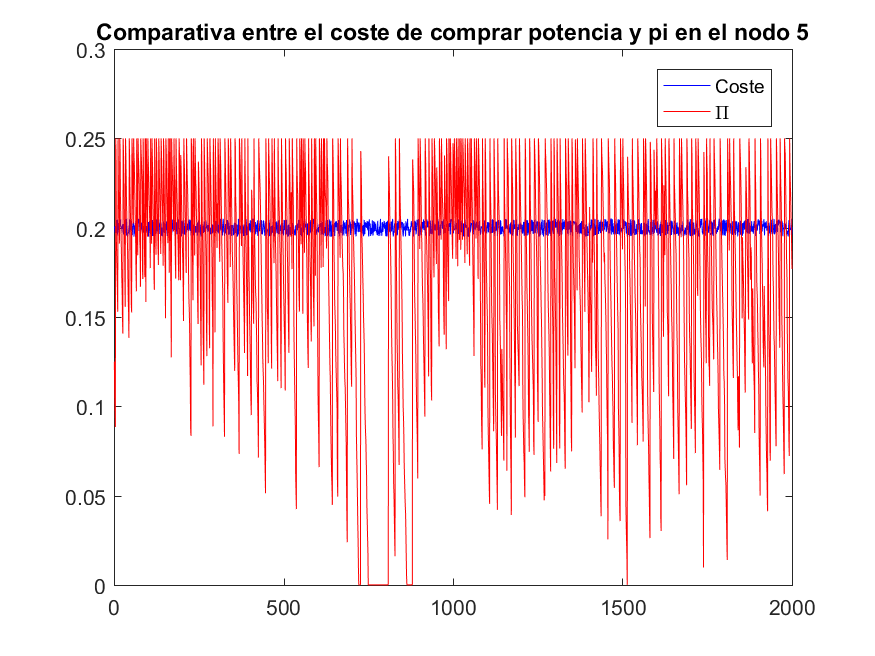 Comparativa entre el coste de comprar potencia y pi en el nodo 5
0.3
Coste
Π
0.25
0.2
0.15
0.1
0.05
0
0 500 1000 1500 2000